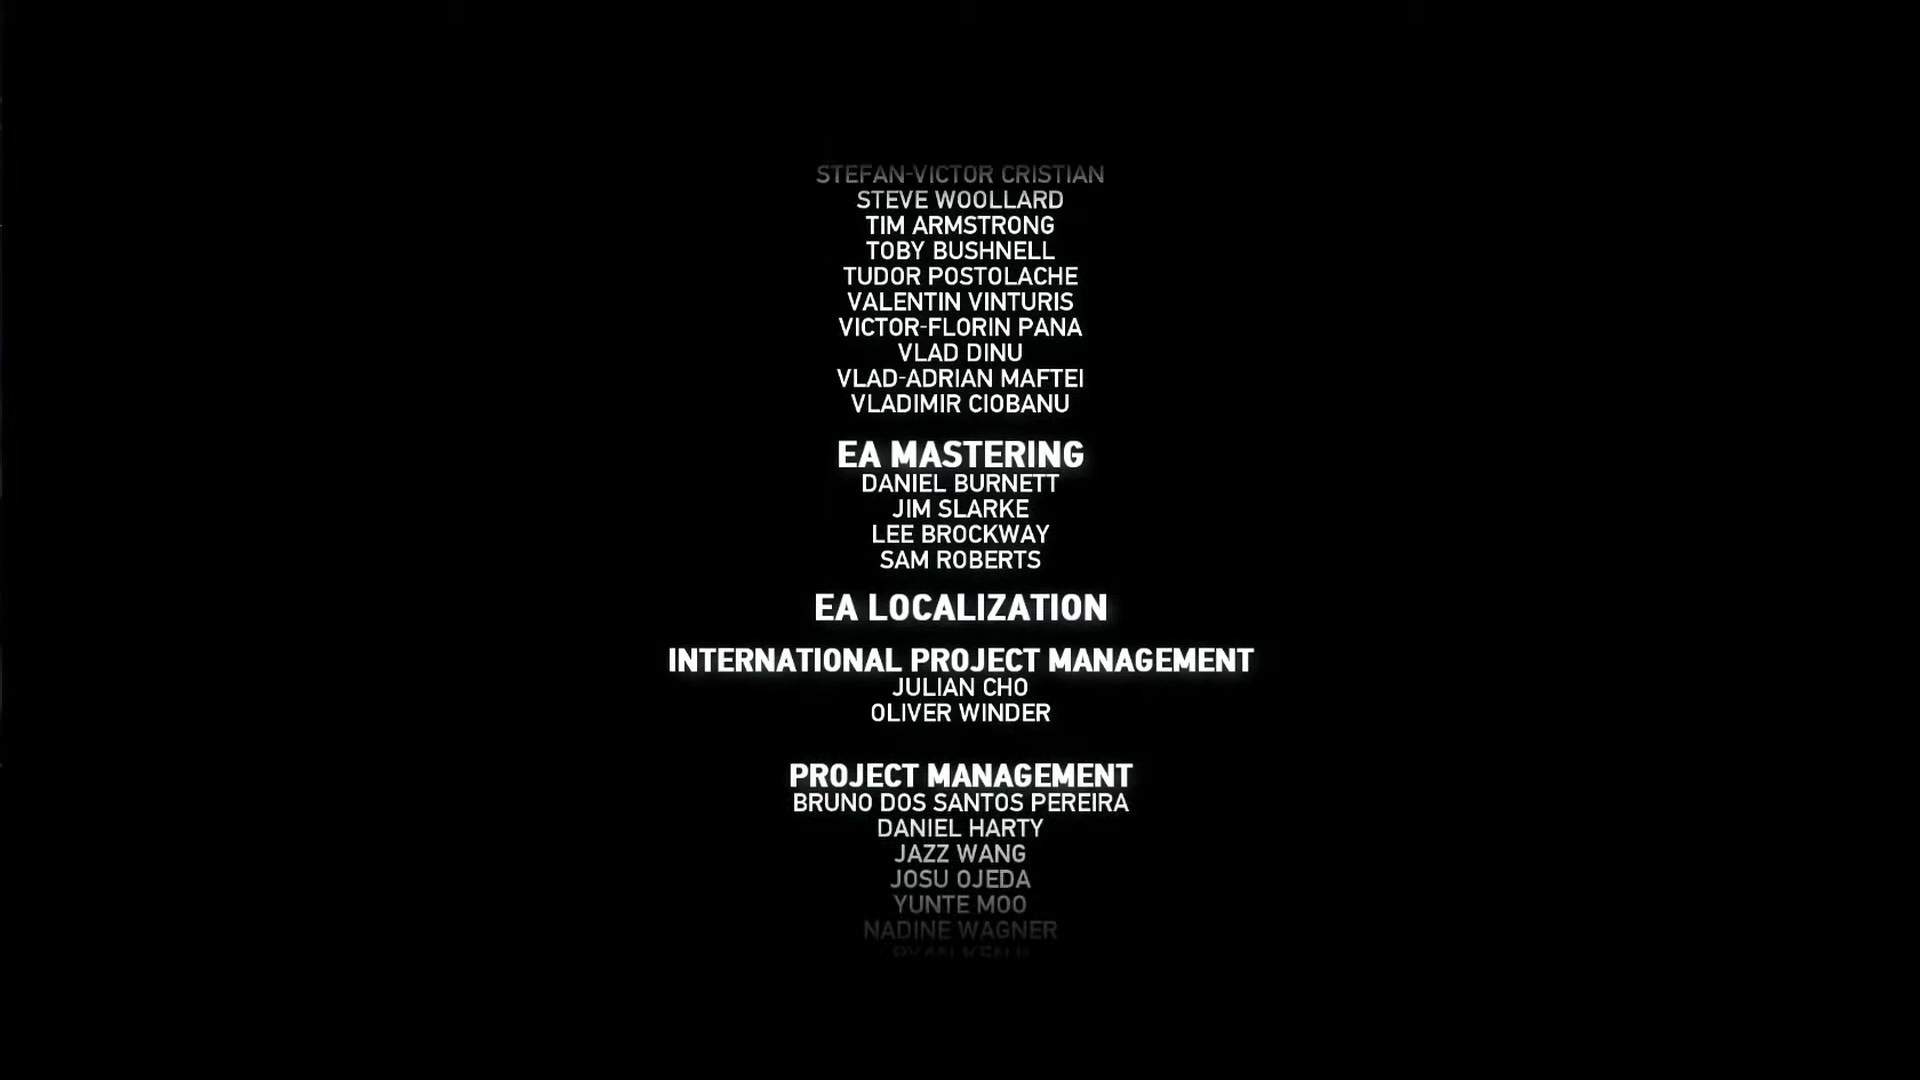 STEFAN-VICTOR CRISTIAN
STEVE WOOLLARD
TIM ARMSTRONG
TOBY BUSHNELL
TUDOR POSTOLACHE
VALENTIN VINTURIS
VICTOR-FLORIN PANA
VLAD DINU
VLAD-ADRIAN MAFTEI
VLADIMIR CIOBANU
EA MASTERING
DANIEL BURNETT
JIM SLARKE
LEE BROCKWAY
SAM ROBERTS
EA LOCALIZATION
INTERNATIONAL PROJECT MANAGEMENT
JULIAN CHO
OLIVER WINDER
PROJECT MANAGEMENT
BRUNO DOS SANTOS PEREIRA
DANIEL HARTY
JAZZ WANG
JOSU OJEDA
YUNTE MOO
NADINE WAGNER